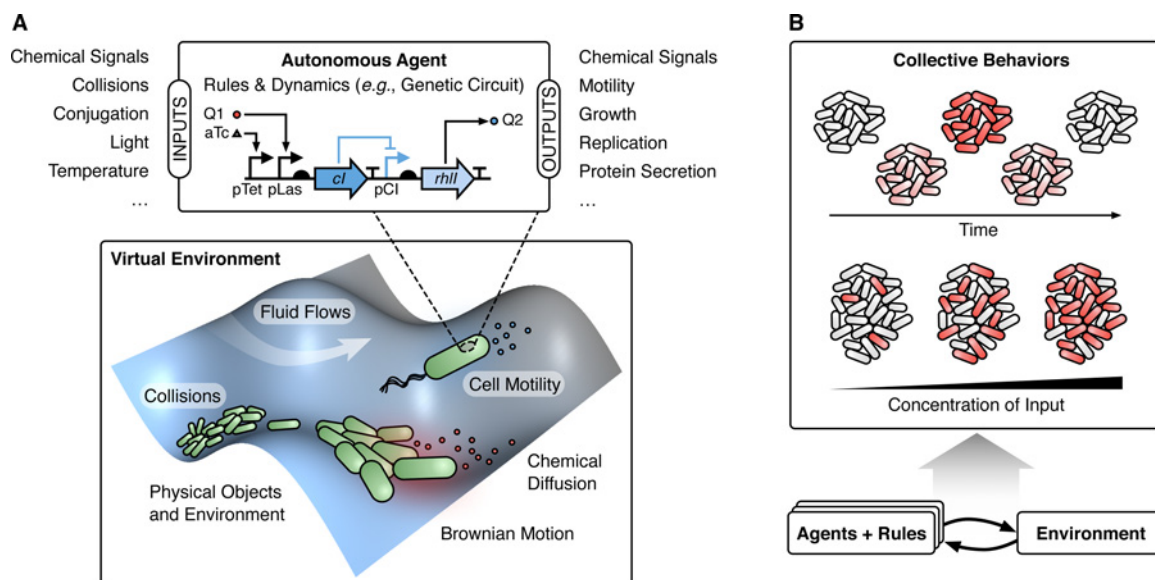 A
Chemical Signals
Collisions
Conjugation
Light
Temperature
...
INPUTS
Autonomous Agent
Rules & Dynamics (e.g., Genetic Circuit)
Q1
aTc
pTet
pLas
cI
pCI
rhlI
Q2
OUTPUTS
Chemical Signals
Motility
Growth
Replication
Protein Secretion
...
Virtual Environment
Fluid Flows
Cell Motility
Collisions
Chemical
Diffusion
Physical Objects
and Environment
Brownian Motion
B
Collective Behaviors
Time
Concentration of Input
Agents + Rules
Environment